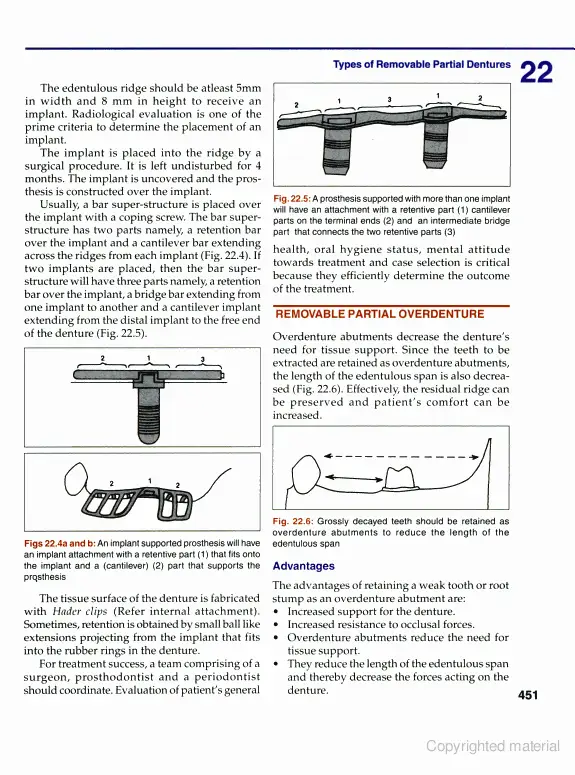 Types of Removable Partial Dentures
22
The edentulous ridge should be atleast 5mm
in width and 8 mm in height to receive an
implant. Radiological evaluation is one of the
prime criteria to determine the placement of an
implant.
The implant is placed into the ridge by a
surgical procedure. It is left undisturbed for 4
months. The implant is uncovered and the pros-
thesis is constructed over the implant.
Usually, a bar super-structure is placed over
the implant with a coping screw. The bar super-
structure has two parts namely, a retention bar
over the implant and a cantilever bar extending
across the ridges from each implant (Fig. 22.4). If
two implants are placed, then the bar super-
structure will have three parts namely, a retention
bar over the implant, a bridge bar extending from
one implant to another and a cantilever implant
extending from the distal implant to the free end
of the denture (Fig. 22.5).
2 1 3
2 1 2
Figs 22.4a and b: An implant supported prosthesis will have
an implant attachment with a retentive part (1) that fits onto
the implant and a (cantilever) (2) part that supports the
prqsthesis
The tissue surface of the denture is fabricated
with Hader clips (Refer internal attachment).
Sometimes, retention is obtained by small ball like
extensions projecting from the implant that fits
into the rubber rings in the denture.
For treatment success, a team comprising of a
surgeon, prosthodontist and a periodontist
should coordinate. Evaluation of patient's general
2 1 3 1 2
Fig. 22.5: A prosthesis supported with more than one implant
will have an attachment with a retentive part (1) cantilever
parts on the terminal ends (2) and an intermediate bridge
part that connects the two retentive parts (3)
health, oral hygiene status, mental attitude
towards treatment and case selection is critical
because they efficiently determine the outcome
of the treatment.
REMOVABLE PARTIAL OVERDENTURE
Overdenture abutments decrease the denture's
need for tissue support. Since the teeth to be
extracted are retained as overdenture abutments,
the length of the edentulous span is also decrea-
sed (Fig. 22.6). Effectively, the residual ridge can
be preserved and patient's comfort can be
increased.
Fig. 22.6: Grossly decayed teeth should be retained as
overdenture abutments to reduce the length of the
edentulous span
Advantages
The advantages of retaining a weak tooth or root
stump as an overdenture abutment are:
• Increased support for the denture.
• Increased resistance to occlusal forces.
• Overdenture abutments reduce the need for
tissue support.
• They reduce the length of the edentulous span
and thereby decrease the forces acting on the
denture.
451
Copyrighted material